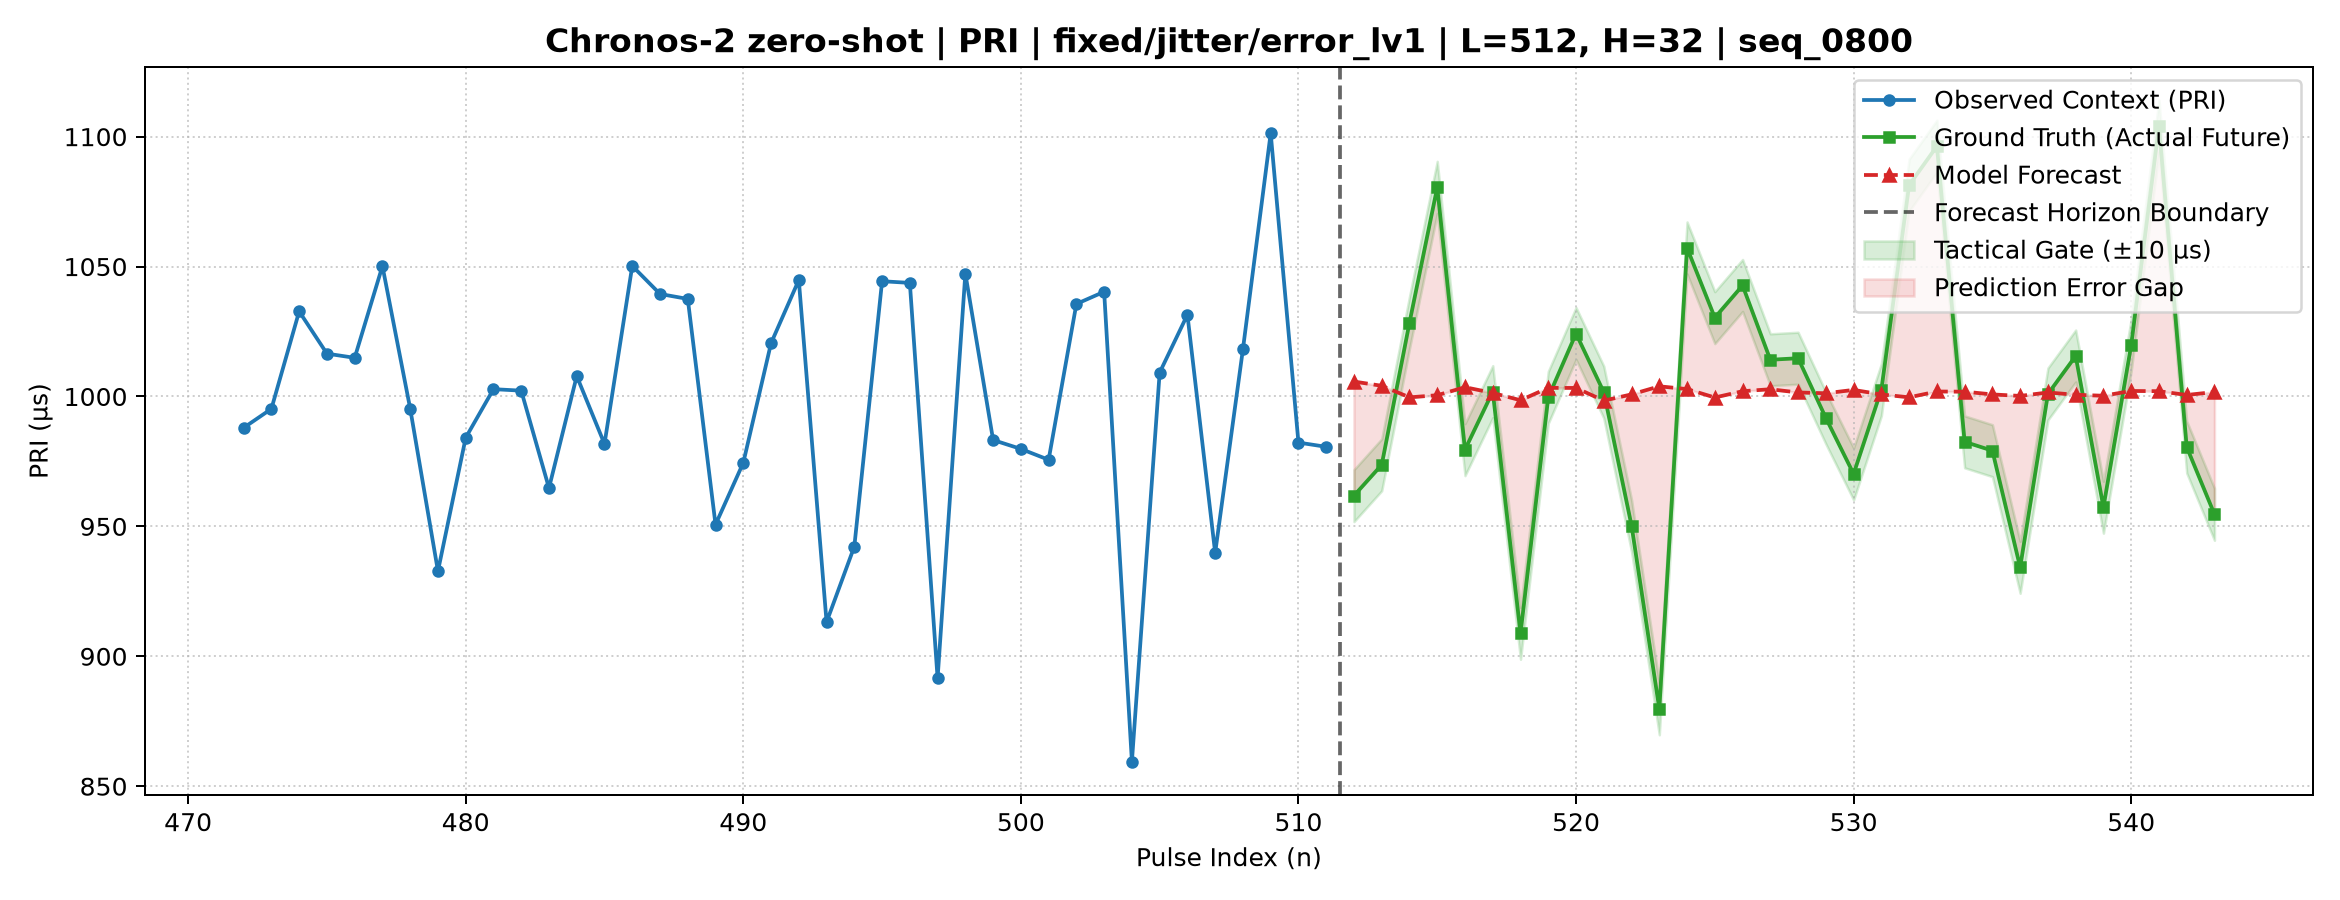 Chronos-2 zero-shot | PRI | fixed/jitter/error_lv1 | L=512, H=32 | seq_0800
PRI (µs)
1100
1050
1000
950
900
850
Observed Context (PRI)
Ground Truth (Actual Future)
Model Forecast
Forecast Horizon Boundary
Tactical Gate (±10 µs)
Prediction Error Gap
470 480 490 500 510 520 530 540
Pulse Index (n)